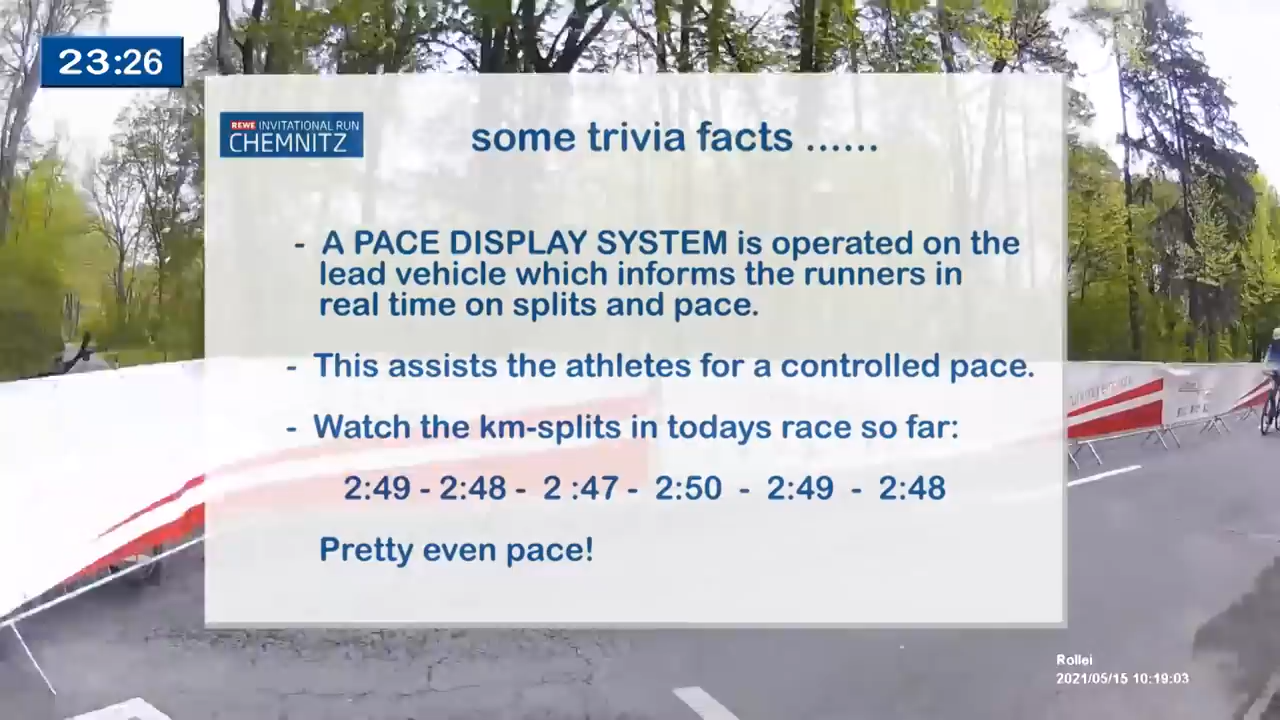 23:26
REWE INVITATIONAL RUN
CHEMNITZ
some trivia facts ......
- A PACE DISPLAY SYSTEM is operated on the
lead vehicle which informs the runners in
real time on splits and pace.
- This assists the athletes for a controlled pace.
- Watch the km-splits in todays race so far:
2:49 - 2:48 - 2 :47 - 2:50 - 2:49 - 2:48
Pretty even pace!
Rollei
2021/05/15 10:19:03